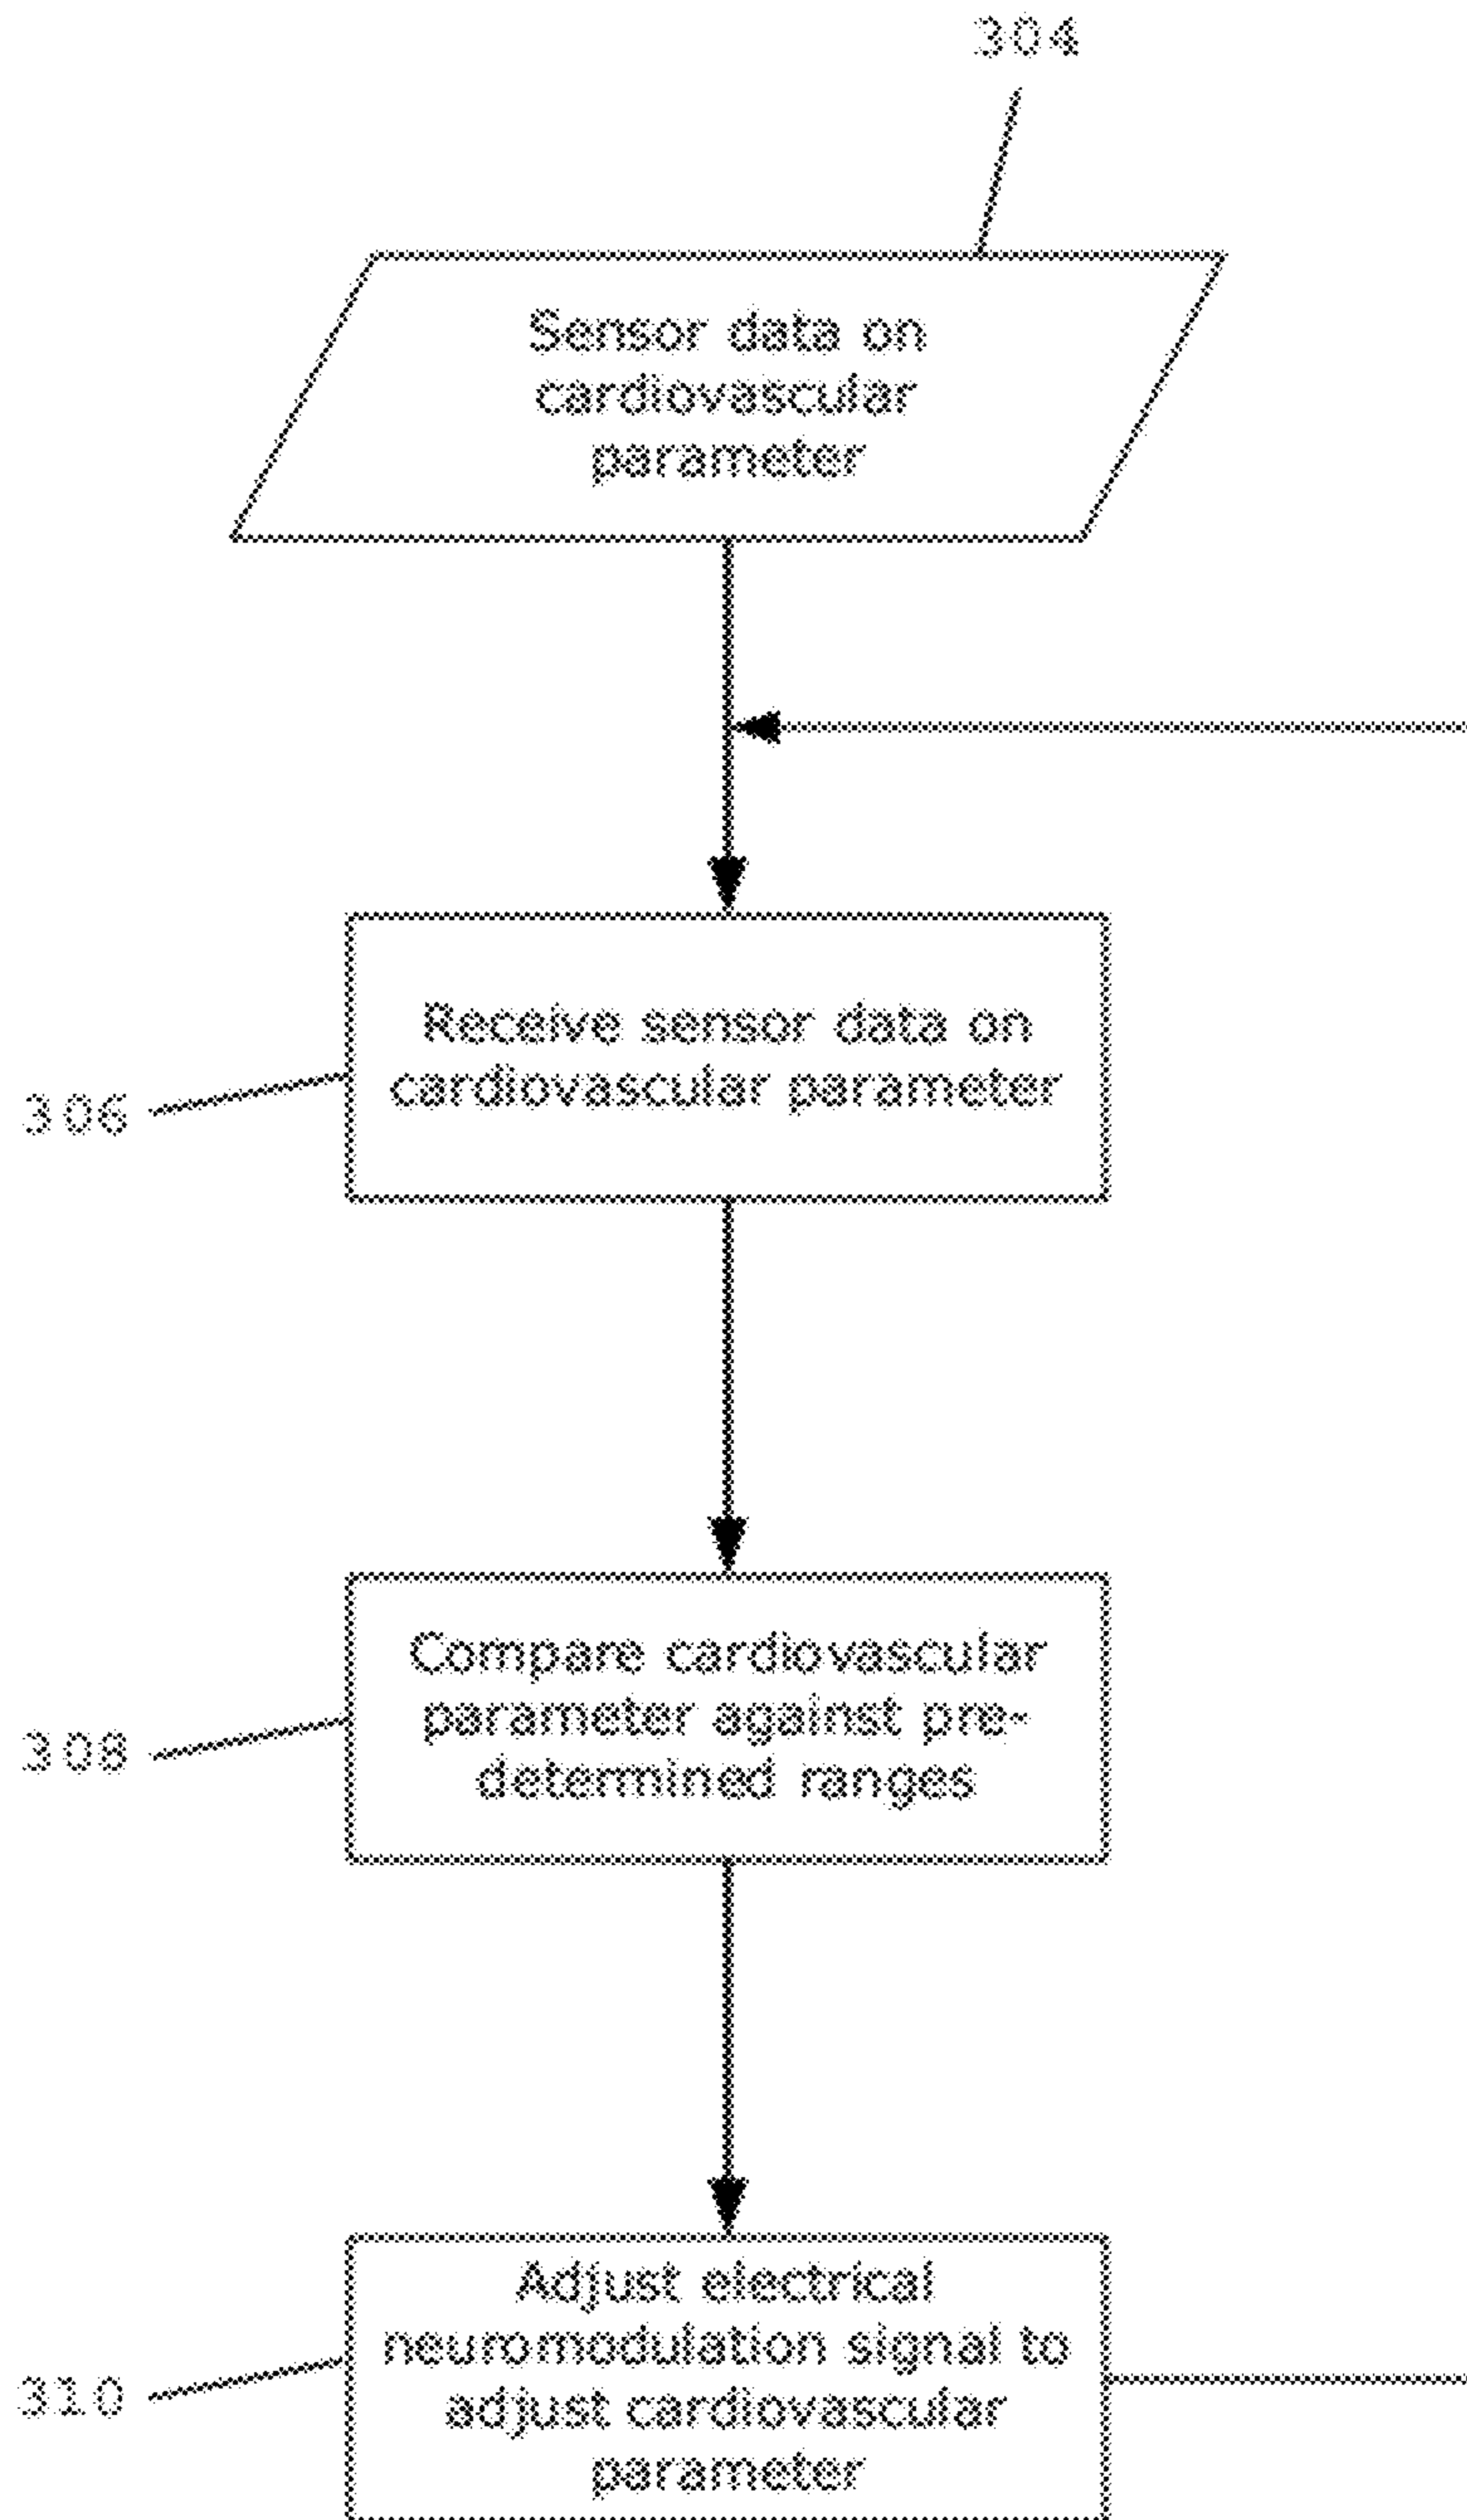 304
Sensor data on
cardiovascular
parameter
Receive sensor data on
cardiovascular parameter
306
Compare cardiovascular
parameter against pre-
determined ranges
308
Adjust electrical
neuromodulation signal to
adjust cardiovascular
parameter
310